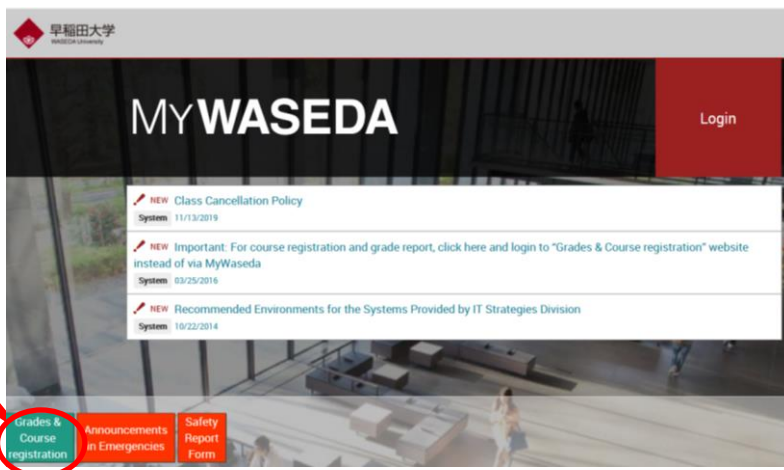 早稲田大学
WASEDA University
MYWASEDA
Login
NEW Class Cancellation Policy
System 11/13/2019
NEW Important: For course registration and grade report, click here and login to "Grades & Course registration" website
instead of via MyWaseda
System 03/25/2016
NEW Recommended Environments for the Systems Provided by IT Strategies Division
System 10/22/2014
Grades &
Course
registration
Announcements
in Emergencies
Safety
Report
Form